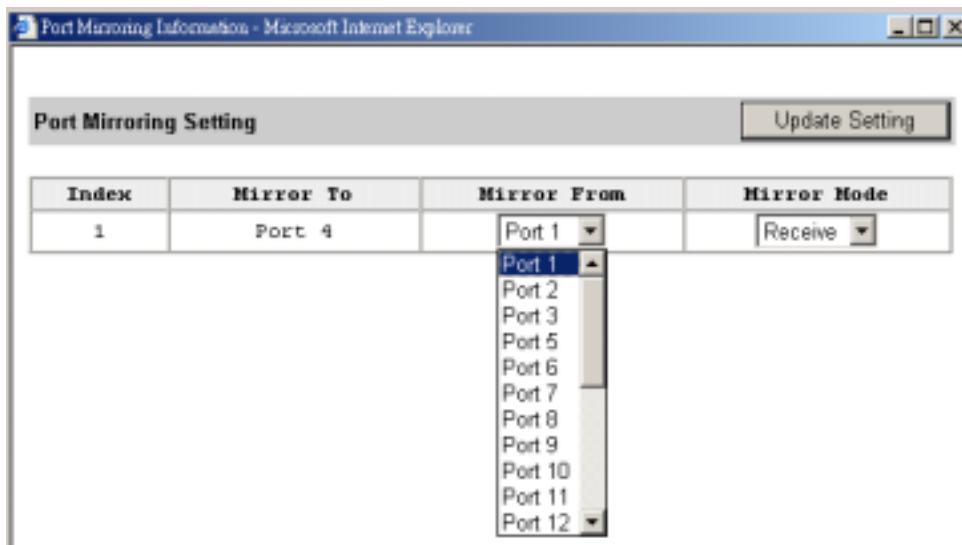 Port Mirroring Information - Microsoft Internet Explorer
Port Mirroring Setting
Update Setting
Index Mirror To Mirror From Mirror Mode
1 Port 4 Port 1 Receive
Port 1
Port 2
Port 3
Port 5
Port 6
Port 7
Port 8
Port 9
Port 10
Port 11
Port 12